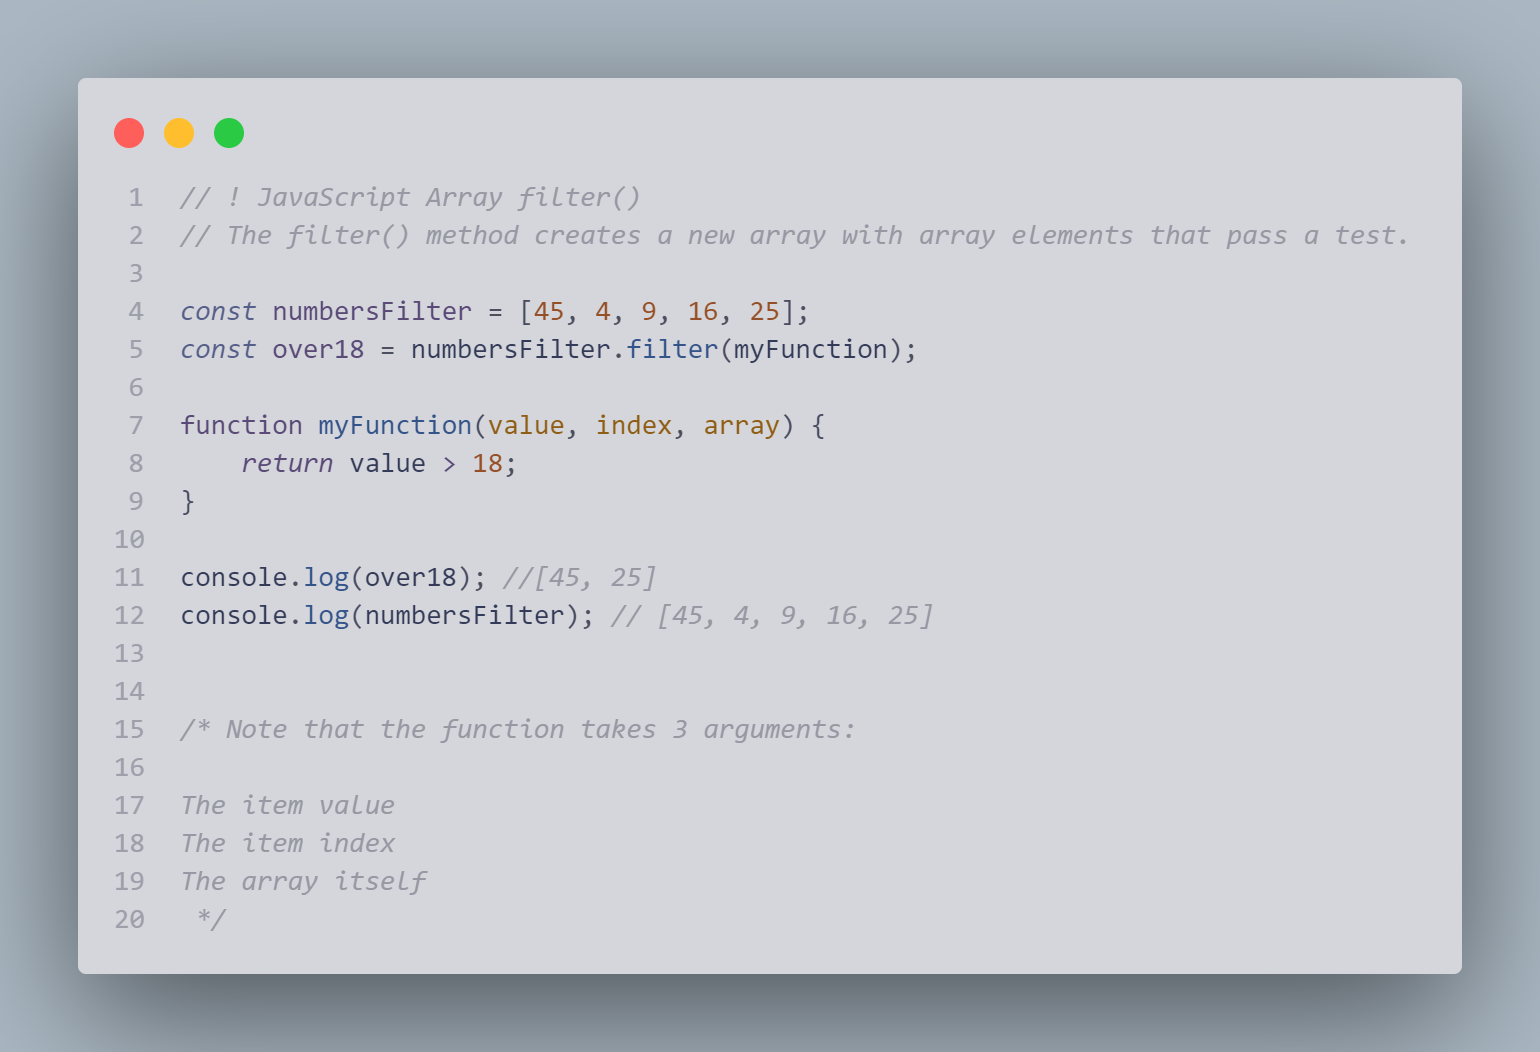 1 // ! JavaScript Array filter()
2 // The filter() method creates a new array with array elements that pass a test.
3
4 const numbersFilter = [45, 4, 9, 16, 25];
5 const over18 = numbersFilter.filter(myFunction);
6
7 function myFunction(value, index, array) {
8     return value > 18;
9 }
10
11 console.log(over18); //[45, 25]
12 console.log(numbersFilter); // [45, 4, 9, 16, 25]
13
14
15 /* Note that the function takes 3 arguments:
16
17 The item value
18 The item index
19 The array itself
20  */